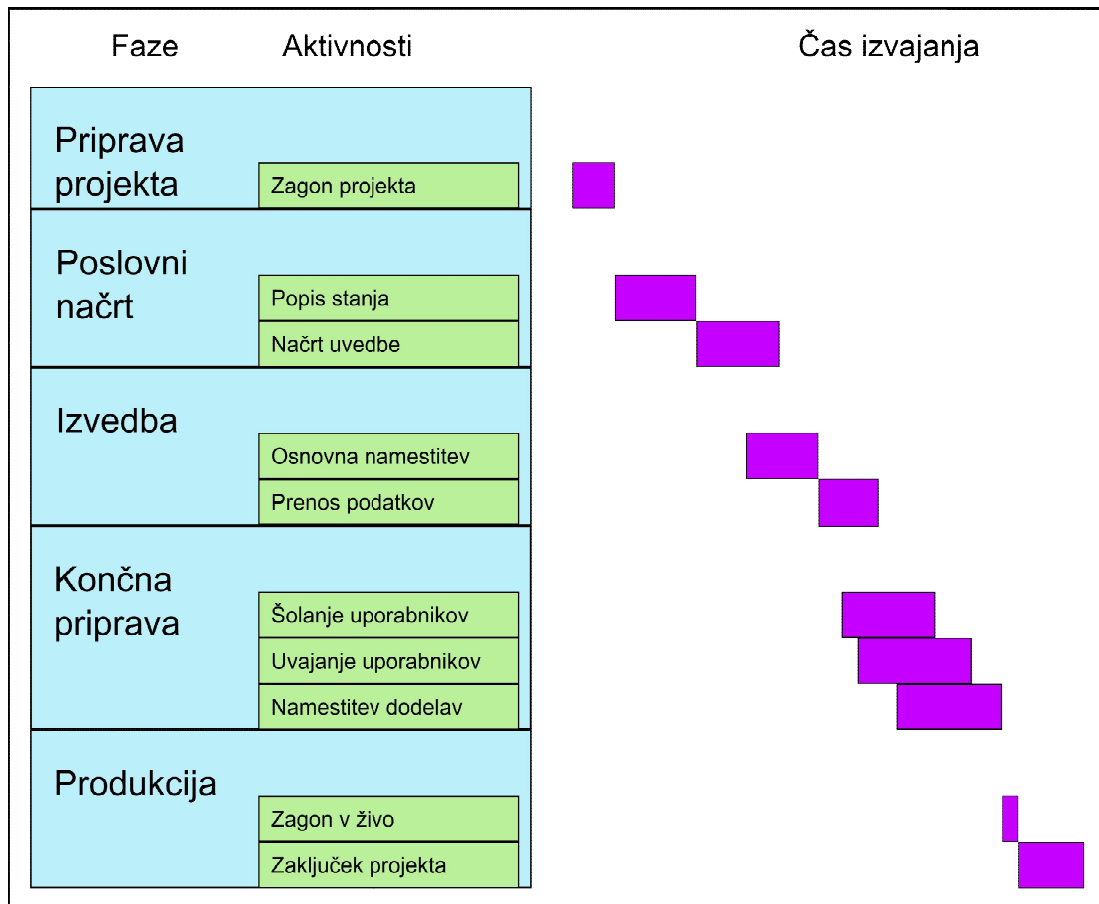 Faze Aktivnosti Čas izvajanja
Priprava
projekta
Zagon projekta
Poslovni
načrt
Popis stanja
Načrt uvedbe
Izvedba
Osnovna namestitev
Prenos podatkov
Končna
priprava
Šolanje uporabnikov
Uvajanje uporabnikov
Namestitev dodelav
Produkcija
Zagon v živo
Zaključek projekta